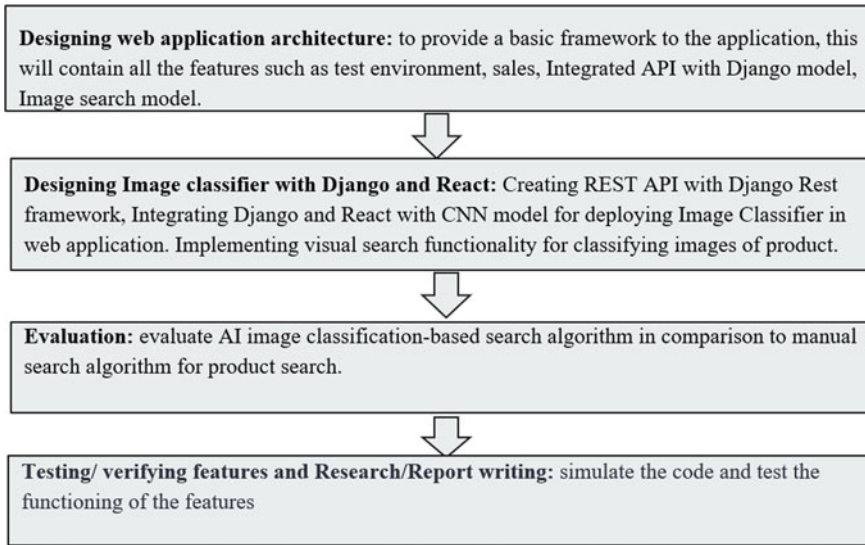 Designing web application architecture: to provide a basic framework to the application, this
will contain all the features such as test environment, sales, Integrated API with Django model,
Image search model.
Designing Image classifier with Django and React: Creating REST API with Django Rest
framework, Integrating Django and React with CNN model for deploying Image Classifier in
web application. Implementing visual search functionality for classifying images of product.
Evaluation: evaluate AI image classification-based search algorithm in comparison to manual
search algorithm for product search.
Testing/ verifying features and Research/Report writing: simulate the code and test the
functioning of the features